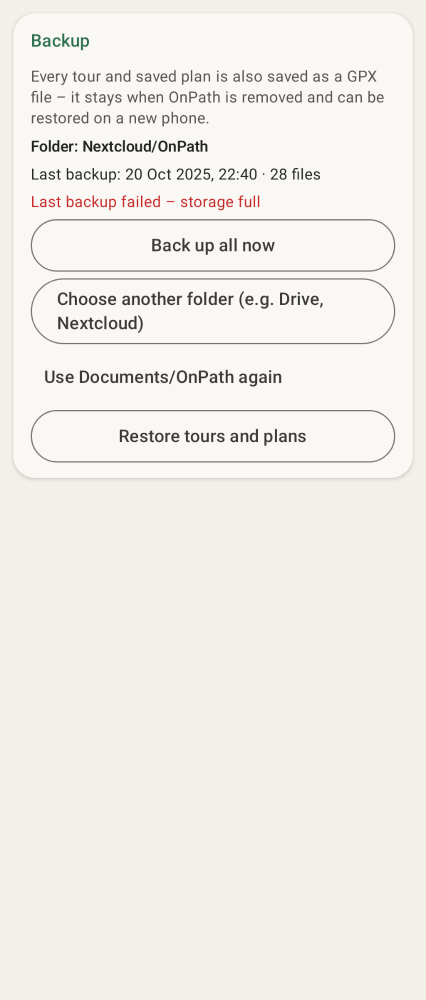 Backup
Every tour and saved plan is also saved as a GPX
file – it stays when OnPath is removed and can be
restored on a new phone.
Folder: Nextcloud/OnPath
Last backup: 20 Oct 2025, 22:40 · 28 files
Last backup failed – storage full
Back up all now
Choose another folder (e.g. Drive,
Nextcloud)
Use Documents/OnPath again
Restore tours and plans